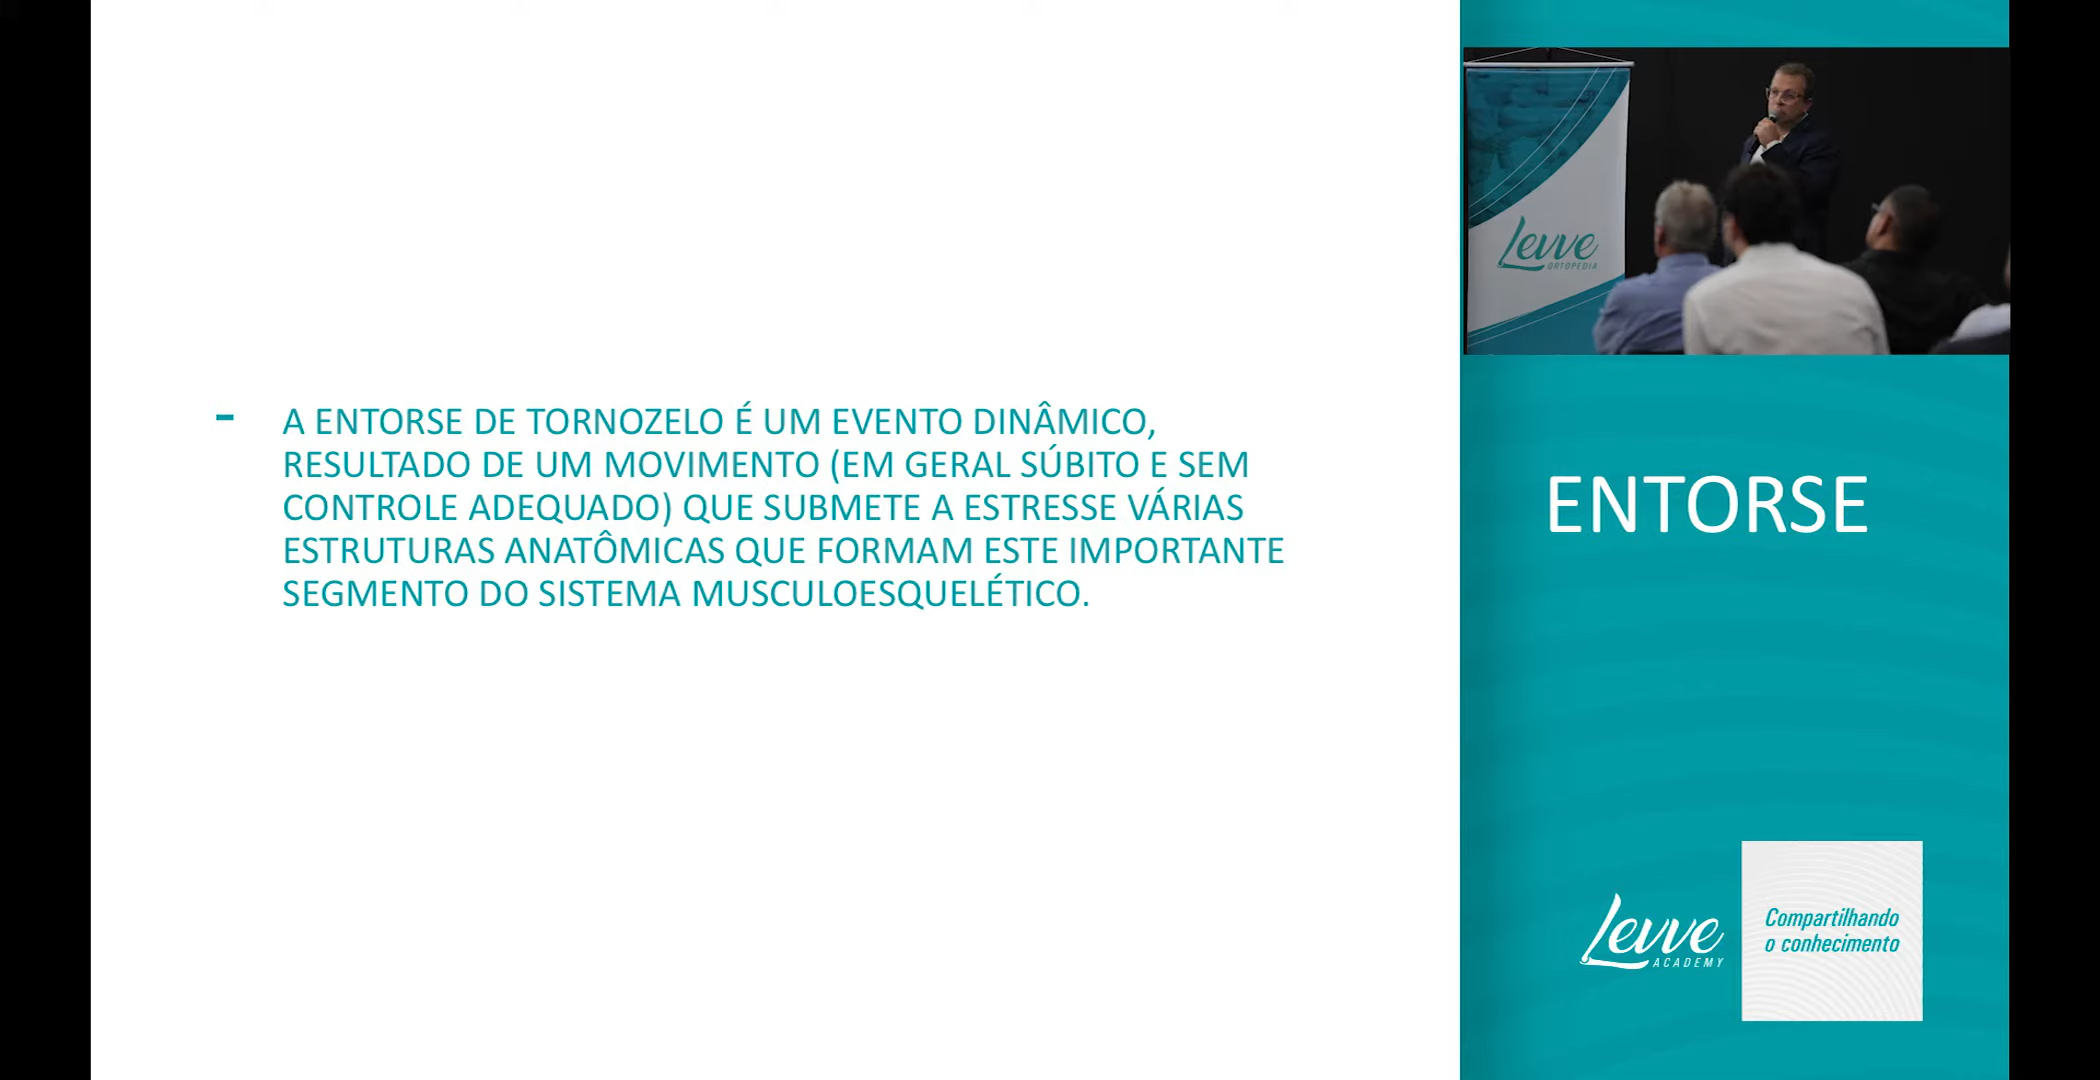 - A ENTORSE DE TORNOZELO É UM EVENTO DINÂMICO,
RESULTADO DE UM MOVIMENTO (EM GERAL SÚBITO E SEM
CONTROLE ADEQUADO) QUE SUBMETE A ESTRESSE VÁRIAS
ESTRUTURAS ANATÔMICAS QUE FORMAM ESTE IMPORTANTE
SEGMENTO DO SISTEMA MUSCULOESQUELÉTICO.
Levve
ORTOPEDIA
ENTORSE
Levve
ACADEMY
Compartilhando
o conhecimento